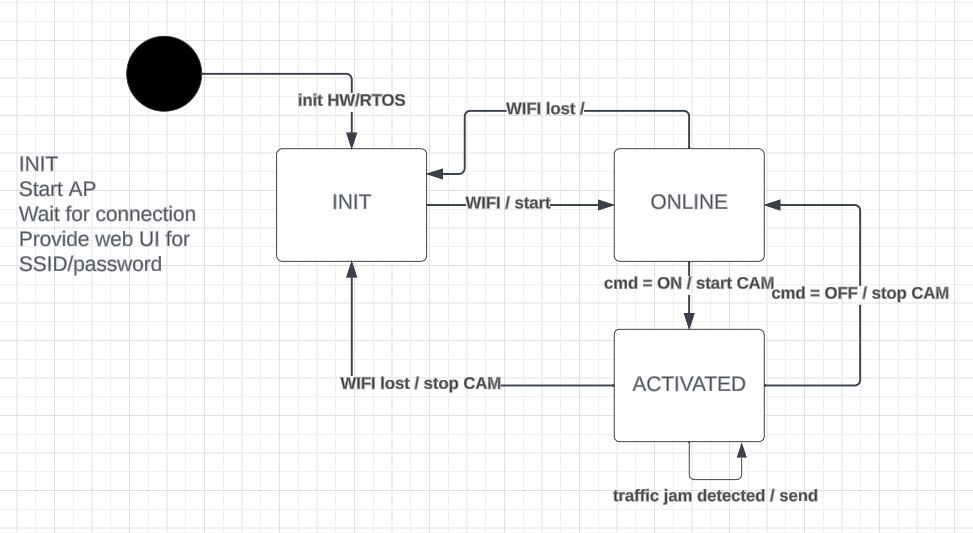 init HW/RTOS
WIFI lost /
INIT
Start AP
Wait for connection
Provide web UI for
SSID/password
INIT
WIFI / start
ONLINE
cmd = ON / start CAM
cmd = OFF / stop CAM
WIFI lost / stop CAM
ACTIVATED
traffic jam detected / send